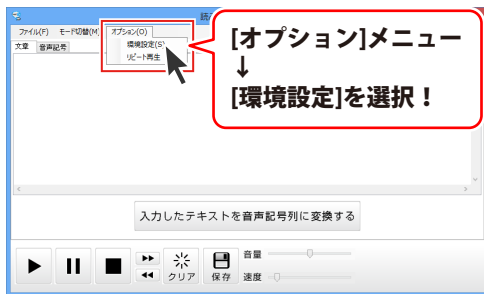 ファイル(F) モード切替(M) オプション(O)
環境設定(S)
リピート再生
文章 音声記号
[オプション]メニュー
↓
[環境設定]を選択！
入力したテキストを音声記号列に変換する
クリア
保存
音量
速度